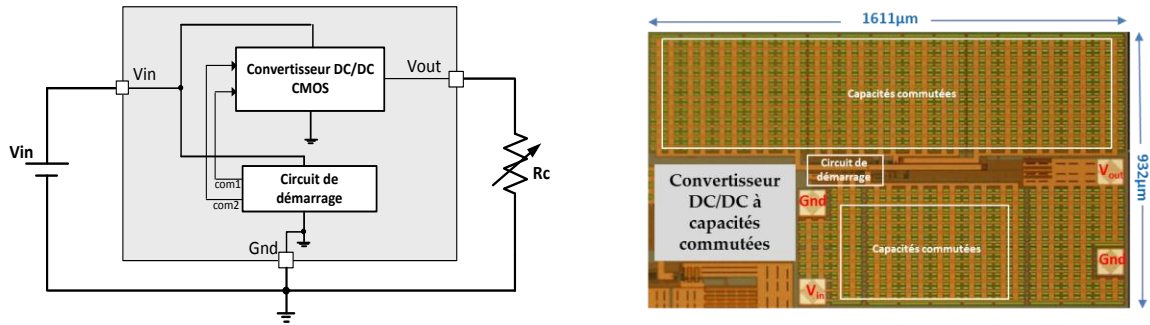 Vin
Vin
Convertisseur DC/DC
CMOS
Vout
com1
com2
Circuit de
démarrage
Gnd
Rc
1611µm
932µm
Capacités commutées
Circuit de
démarrage
Vout
Convertisseur
DC/DC à
capacités
commutées
Gnd
Capacités commutées
Gnd
Vin